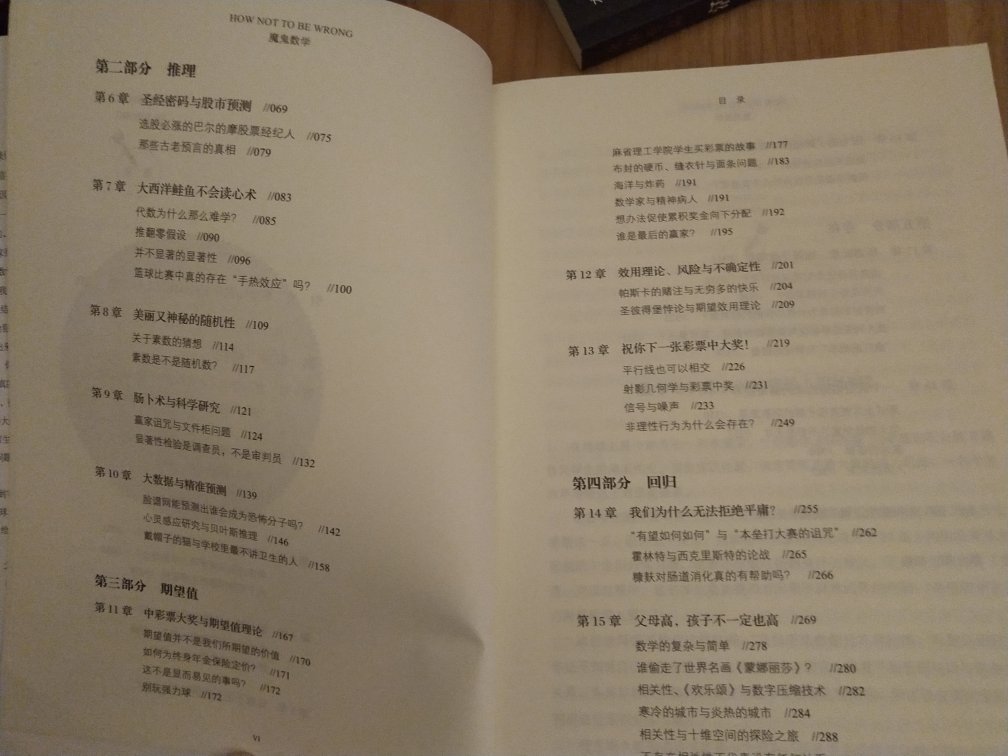 HOW NOT TO BE WRONG
魔鬼数学
第二部分 推理
第6章 圣经密码与股市预测 //069
选股必涨的巴尔的摩股票经纪人 //075
那些古老预言的真相 //079
第7章 大西洋鲑鱼不会读心术 //083
代数为什么那么难学? //085
推翻零假设 //090
并不显著的显著性 //096
篮球比赛中真的存在“手热效应”吗? //100
第8章 美丽又神秘的随机性 //109
关于素数的猜想 //114
素数是不是随机数? //117
第9章 肠卜术与科学研究 //121
赢家诅咒与文件柜问题 //124
显著性检验是调查员,不是审判员 //132
第10章 大数据与精准预测 //139
脸谱网能预测出谁会成为恐怖分子吗? //142
心灵感应研究与贝叶斯推理 //146
戴帽子的猫与学校里最不讲卫生的人 //158
第三部分 期望值
第11章 中彩票大奖与期望值理论 //167
期望值并不是我们所期望的价值 //170
如何为终身年金保险定价? //171
这不是显而易见的事吗? //172
别玩强力球 //172
VI
目 录
麻省理工学院学生买彩票的故事 //177
布封的硬币、缝衣针与面条问题 //183
海洋与炸药 //191
数学家与精神病人 //191
想办法促使累积奖金向下分配 //192
谁是最后的赢家? //195
第12章 效用理论、风险与不确定性 //201
帕斯卡的赌注与无穷多的快乐 //204
圣彼得堡悖论与期望效用理论 //209
第13章 祝你下一张彩票中大奖! //219
平行线也可以相交 //226
射影几何学与彩票中奖 //231
信号与噪声 //233
非理性行为为什么会存在? //249
第四部分 回归
第14章 我们为什么无法拒绝平庸? //255
“有望如何如何”与“本垒打大赛的诅咒” //262
霍林特与西克里斯特的论战 //265
糠麸对肠道消化真的有帮助吗? //266
第15章 父母高,孩子不一定也高 //269
数学的复杂与简单 //278
谁偷走了世界名画《蒙娜丽莎》? //280
相关性、《欢乐颂》与数字压缩技术 //282
寒冷的城市与炎热的城市 //284
相关性与十维空间的探险之旅 //288